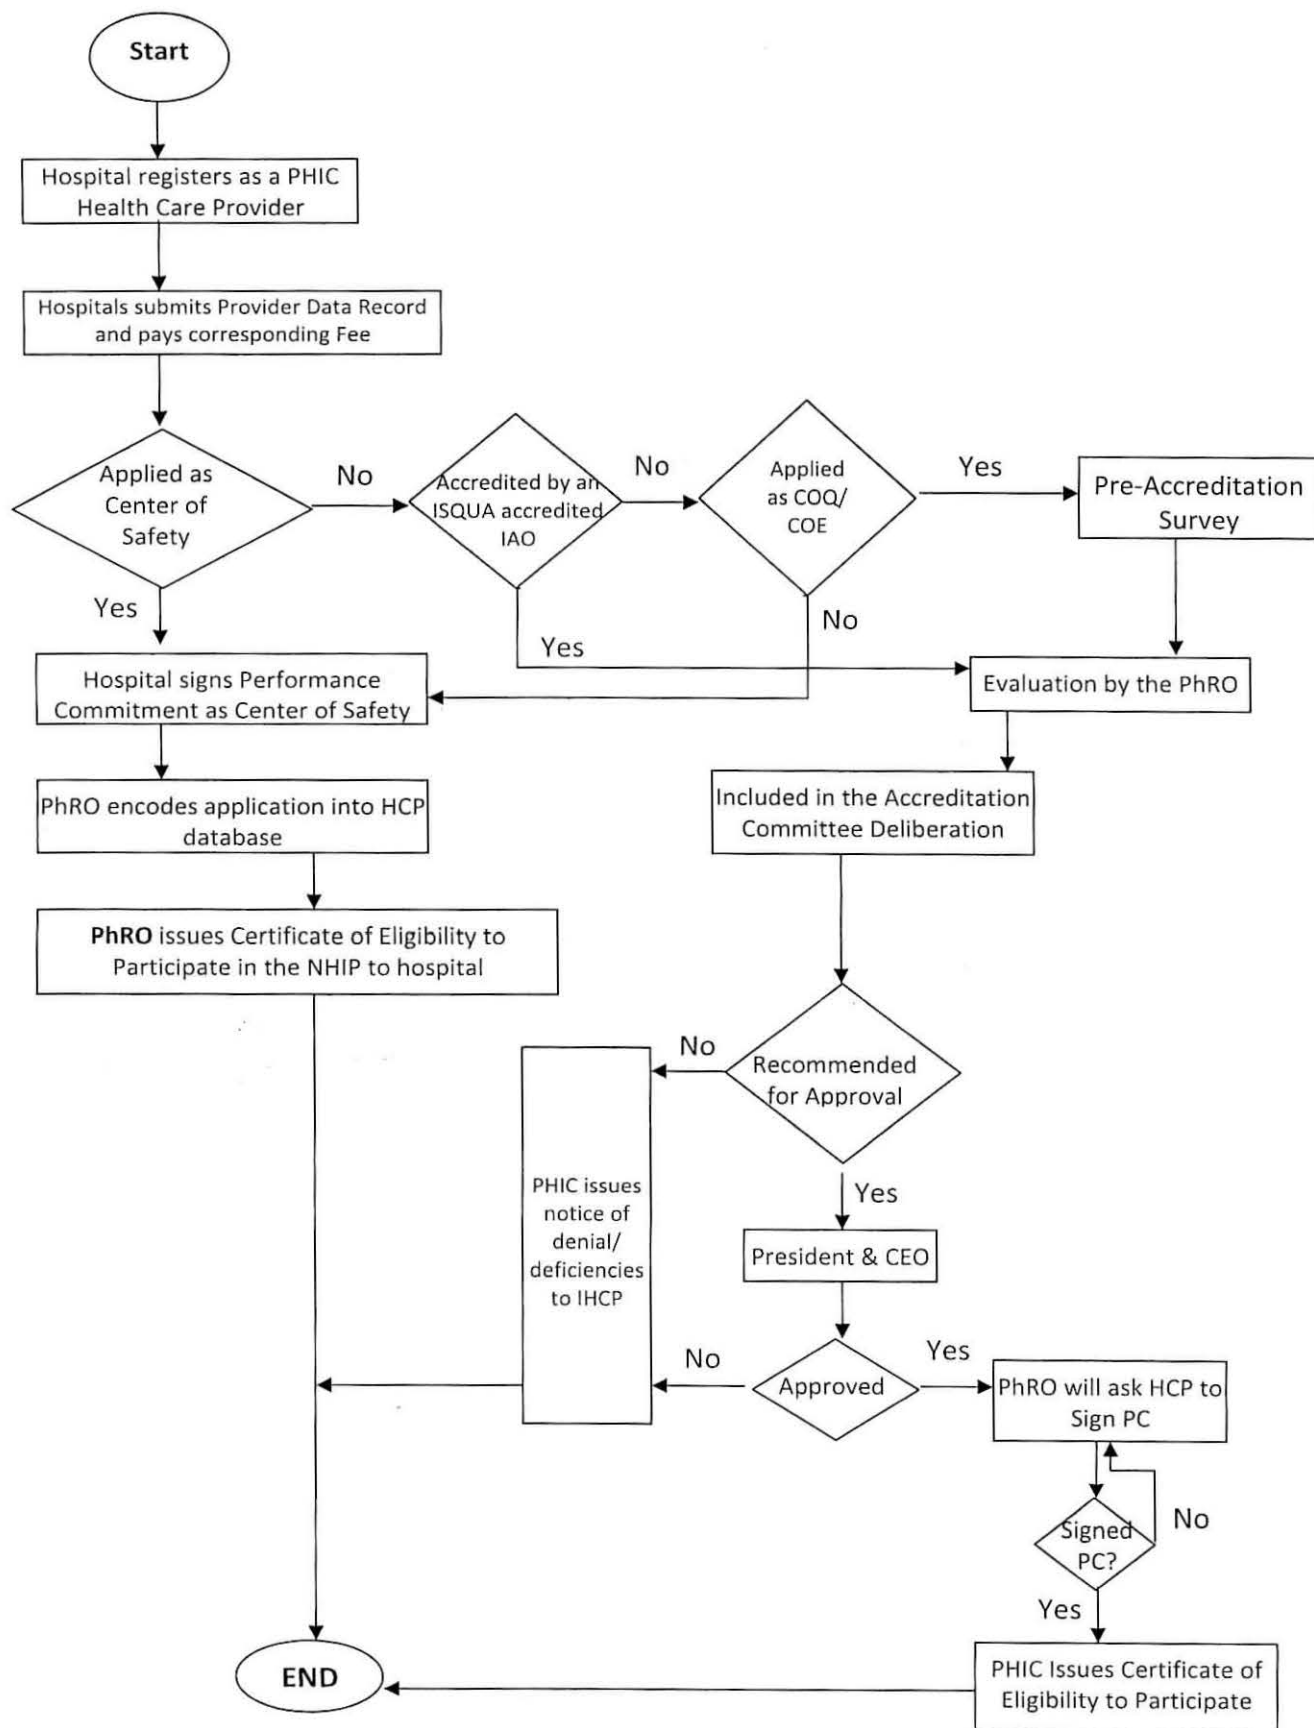 Start
Hospital registers as a PHIC
Health Care Provider
Hospitals submits Provider Data Record
and pays corresponding Fee
Applied as
Center of
Safety
No
Accredited by an
ISQUA accredited
IAO
No
Applied
as COQ/
COE
Yes
Pre-Accreditation
Survey
Yes
Yes
No
Hospital signs Performance
Commitment as Center of Safety
Evaluation by the PhRO
PhRO encodes application into HCP
database
Included in the Accreditation
Committee Deliberation
PhRO issues Certificate of Eligibility to
Participate in the NHIP to hospital
No
Recommended
for Approval
PHIC issues
notice of
denial/
deficiencies
to IHCP
Yes
President & CEO
No
Approved
Yes
PhRO will ask HCP to
Sign PC
Signed
PC?
No
Yes
END
PHIC Issues Certificate of
Eligibility to Participate